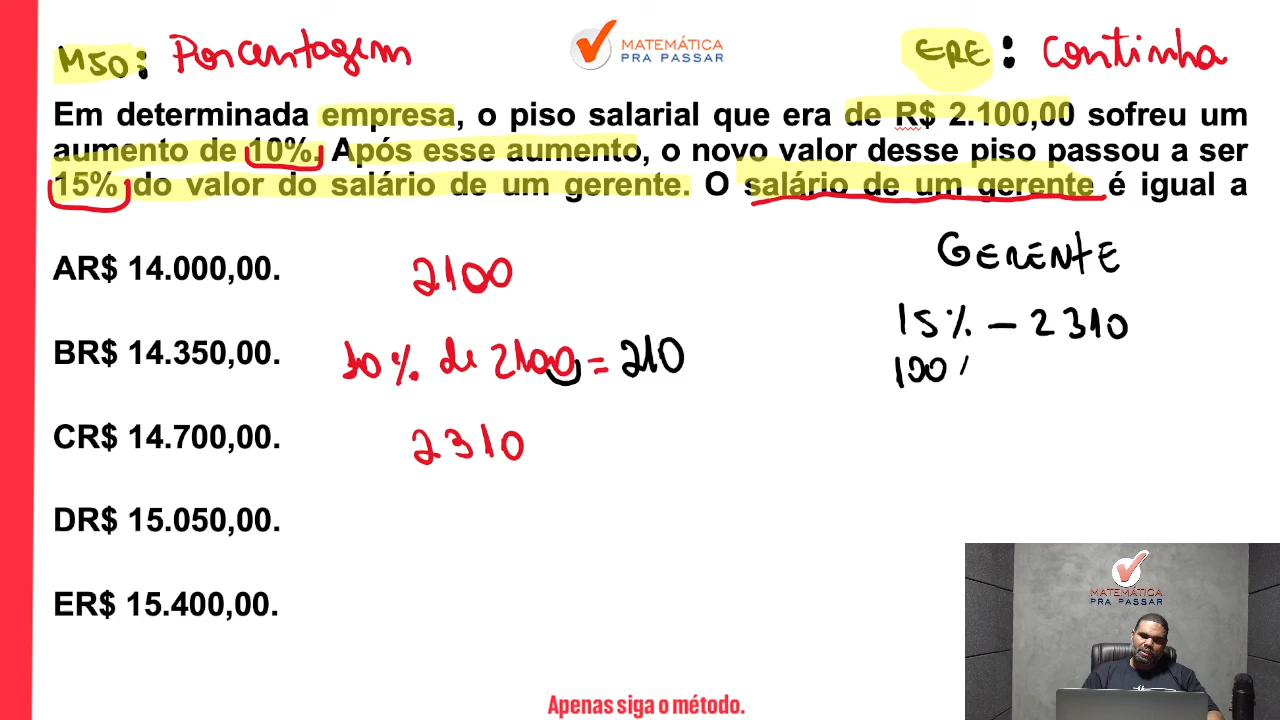 M50: Porcentagem
MATEMÁTICA
PRA PASSAR
ERE: Continha
Em determinada empresa, o piso salarial que era de R$ 2.100,00 sofreu um
aumento de 10%. Após esse aumento, o novo valor desse piso passou a ser
15% do valor do salário de um gerente. O salário de um gerente é igual a
AR$ 14.000,00.
BR$ 14.350,00.
CR$ 14.700,00.
DR$ 15.050,00.
ER$ 15.400,00.
2100
10% de 2100 = 210
2310
GERENTE
15% - 2310
100
MATEMÁTICA
PRA PASSAR
Apenas siga o método.